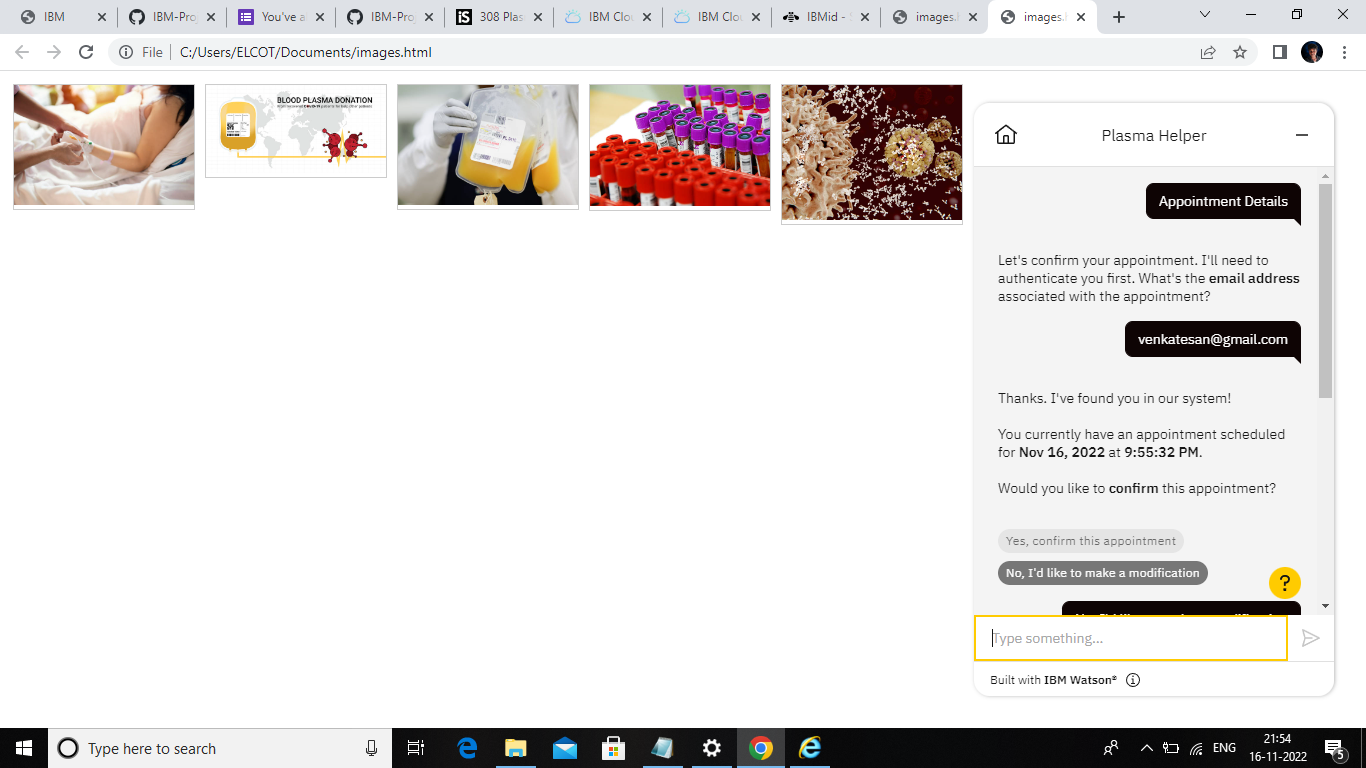 IBM
IBM-Proj
You've a
IBM-Proj
iS
308 Plas
IBM Clou
IBM Clou
IBMid -
images.h
images.h
File
C:/Users/ELCOT/Documents/images.html
BLOOD PLASMA DONATION
Plasma Helper
Appointment Details
Let's confirm your appointment. I'll need to
authenticate you first. What's the email address
associated with the appointment?
venkatesan@gmail.com
Thanks. I've found you in our system!
You currently have an appointment scheduled
for Nov 16, 2022 at 9:55:32 PM.
Would you like to confirm this appointment?
Yes, confirm this appointment
No, I'd like to make a modification
?
Type something...
Built with IBM Watson®
Type here to search
ENG
21:54
16-11-2022
5